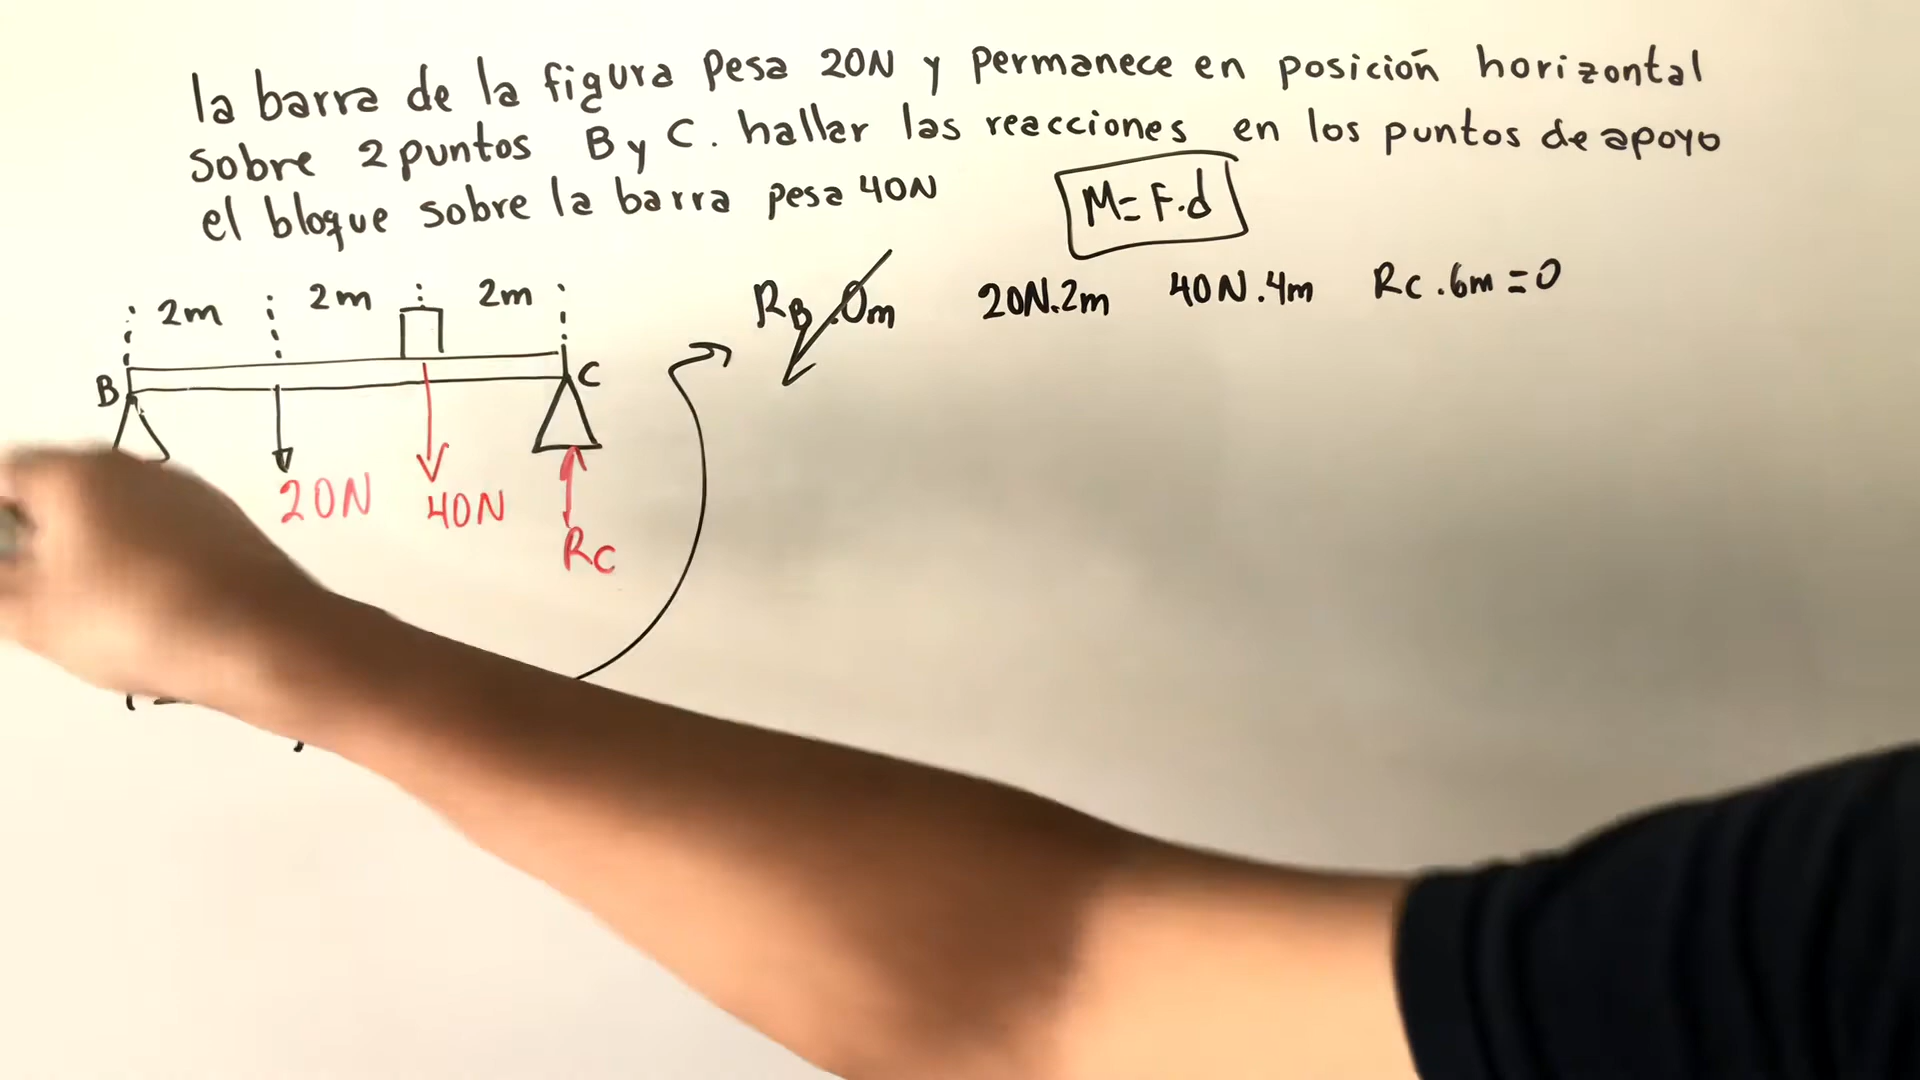 la barra de la figura pesa 20N y permanece en posición horizontal
sobre 2 puntos B y C. hallar las reacciones en los puntos de apoyo
el bloque sobre la barra pesa 40N
M=F.d
2m 2m 2m
RB.0m 20N.2m 40N.4m RC.6m=0
B C
20N 40N
RC